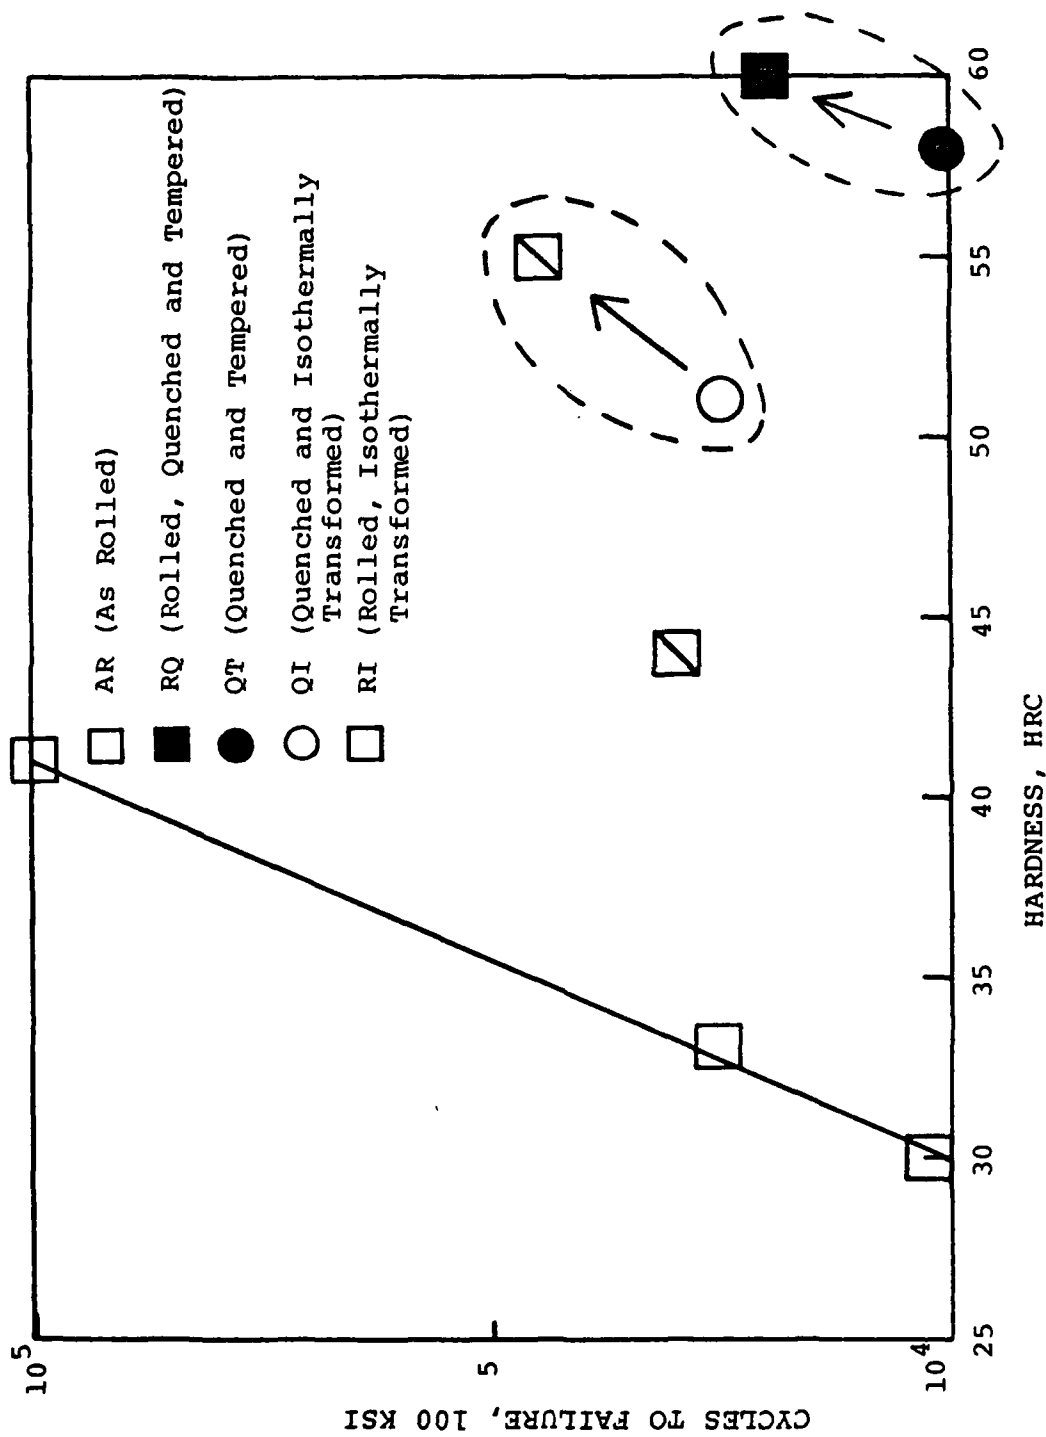 10^5
5
10^4
CYCLES TO FAILURE, 100 KSI
AR (As Rolled)
RQ (Rolled, Quenched and Tempered)
QT (Quenched and Tempered)
QI (Quenched and Isothermally
Transformed)
RI (Rolled, Isothermally
Transformed)
25
30
35
40
45
50
55
60
HARDNESS, HRC